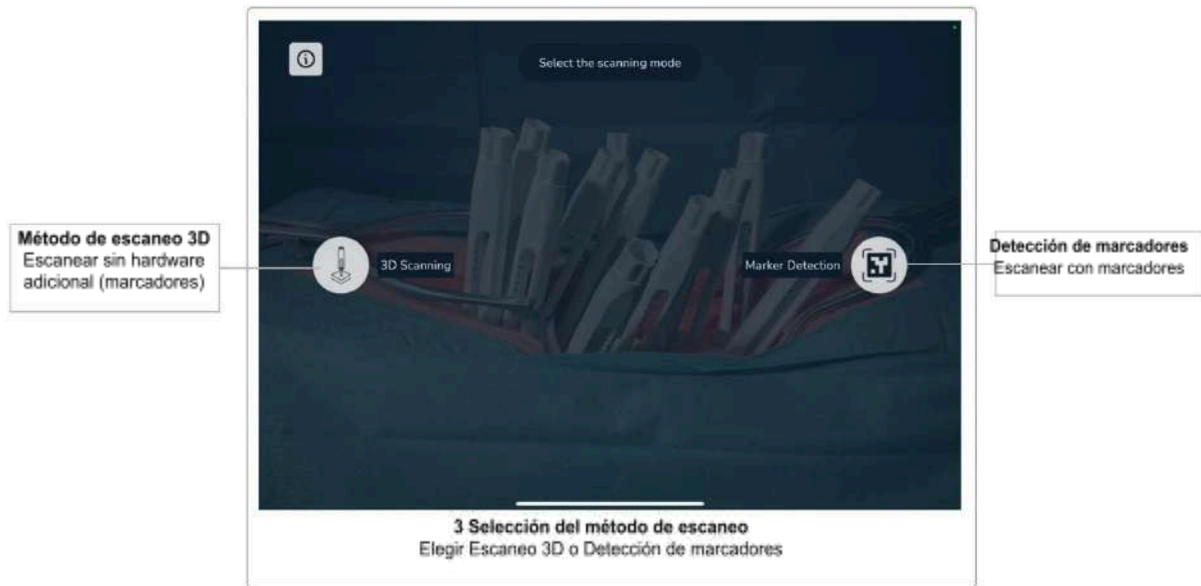 Select the scanning mode
Método de escaneo 3D
Escanear sin hardware
adicional (marcadores)
3D Scanning
Marker Detection
Detección de marcadores
Escanear con marcadores
3 Selección del método de escaneo
Elegir Escaneo 3D o Detección de marcadores